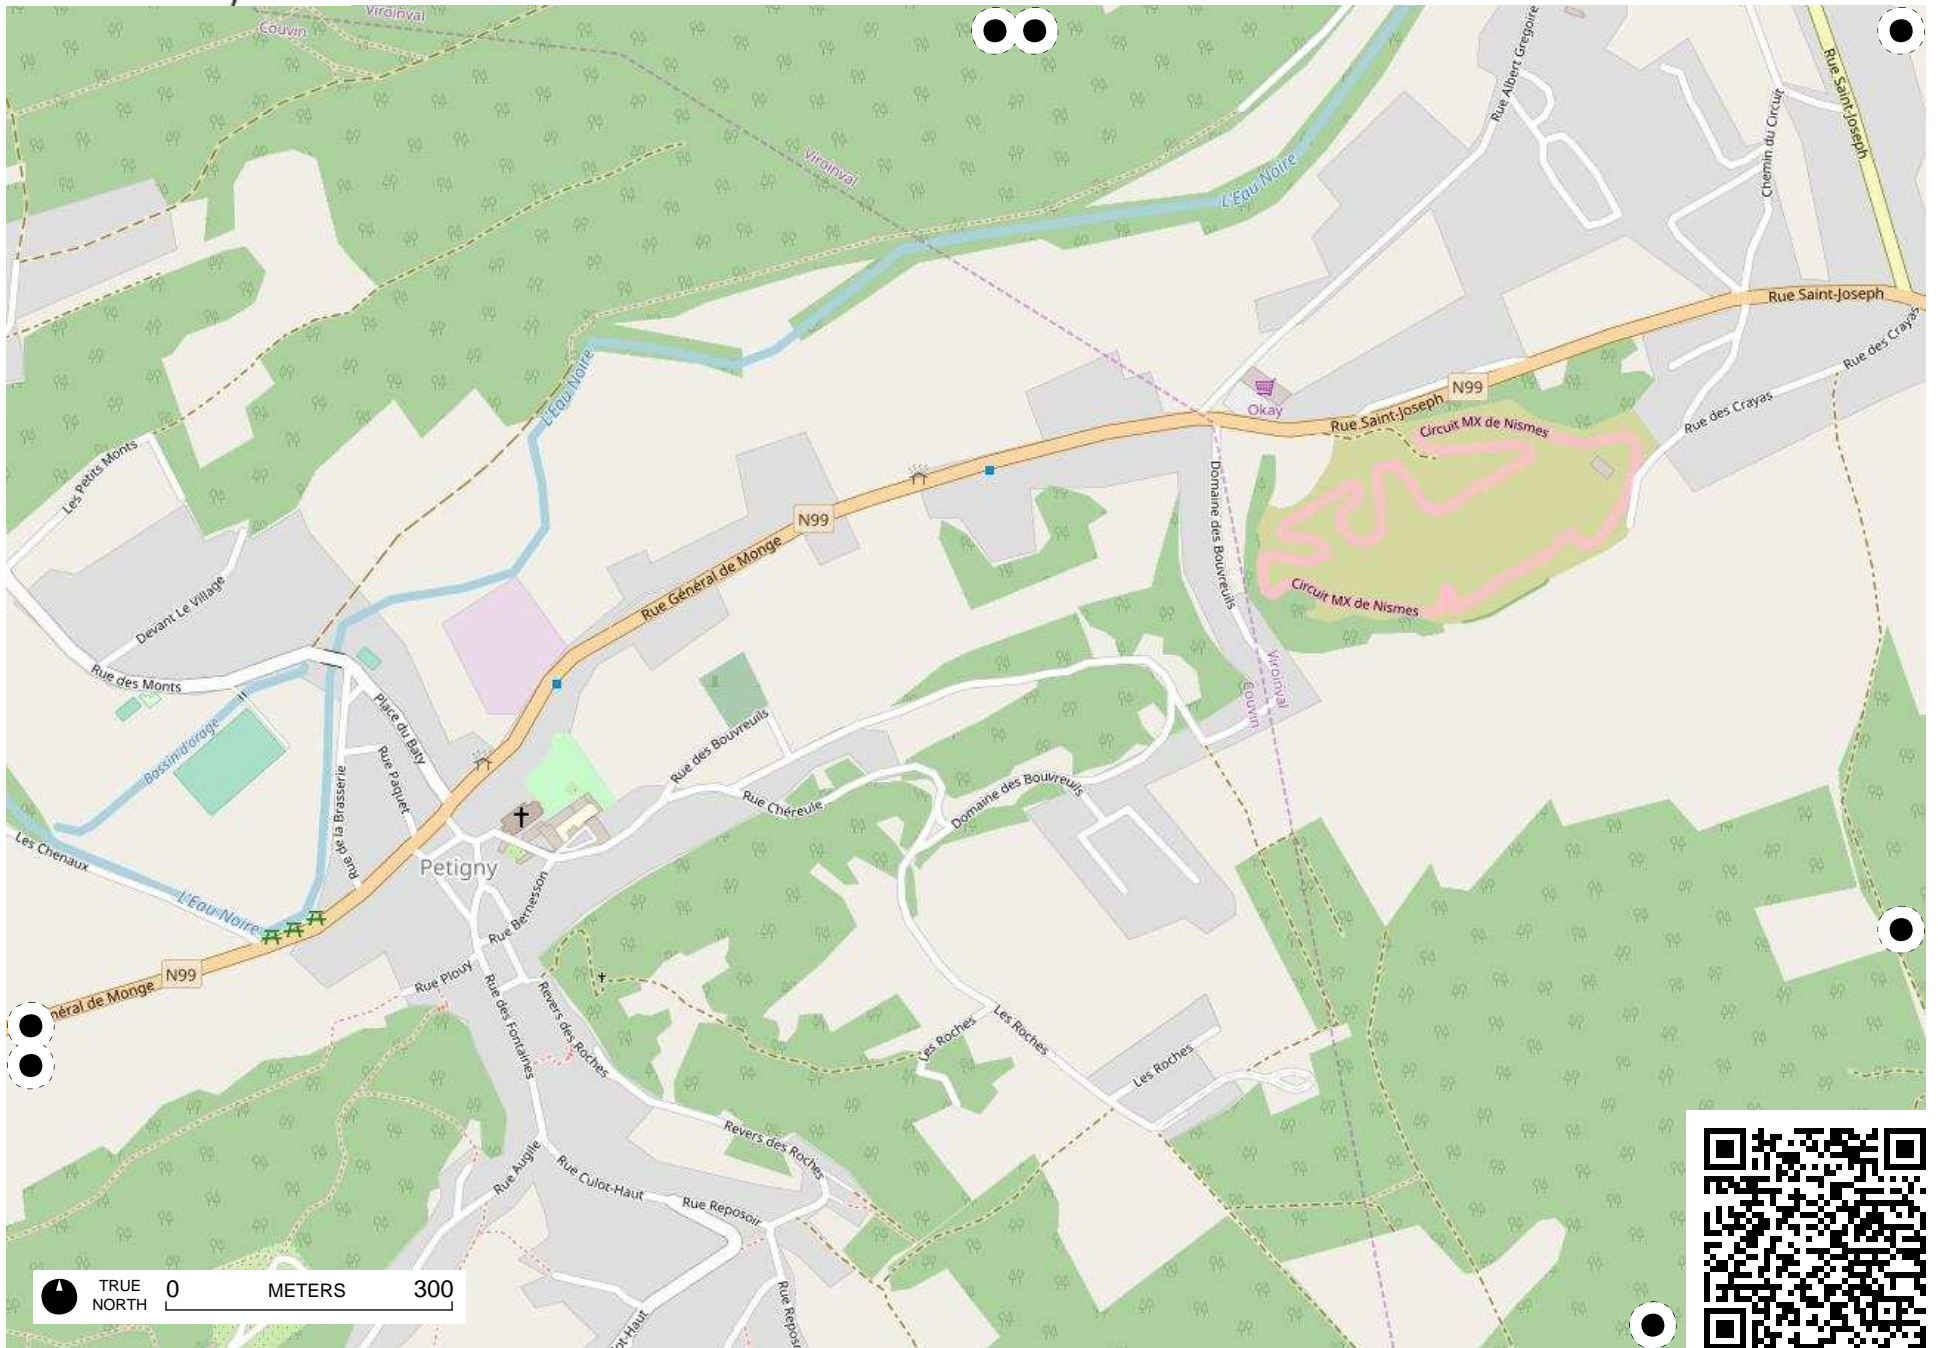 Viroinval
Couvin
Viroinval
L'Eau Noire
Rue Albert Gregoire
Chemin du Circuit
Rue Saint-Joseph
Rue Saint-Joseph
Rue des Crayas
L'Eau Noire
Okay
N99
Rue Saint-Joseph
Circuit MX de Nismes
Rue des Crayas
Les Petits Monts
Domaine des Bouvreuils
N99
Rue Général de Monge
Circuit MX de Nismes
Devant Le Village
Rue des Monts
Viroinval
Couvin
Place du Baty
Bassin d'orage
Rue des Bouvreuils
Rue Paquet
Rue de la Brasserie
Rue Chéreule
Domaine des Bouvreuils
Les Chenaux
Petigny
L'Eau Noire
Rue Bernesson
N99
néral de Monge
Rue Plouy
Rue des Fontaines
Revers des Roches
Les Roches
Les Roches
Les Roches
Revers des Roches
Rue Augile
Rue Culot-Haut
Rue Reposoir
Rue Repos
ot-Haut
TRUE
NORTH
0 METERS 300